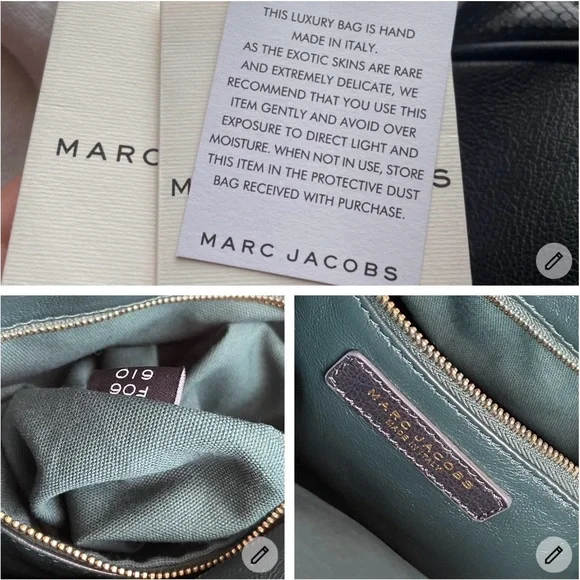 MARC
M
S
THIS LUXURY BAG IS HAND
MADE IN ITALY.
AS THE EXOTIC SKINS ARE RARE
AND EXTREMELY DELICATE, WE
RECOMMEND THAT YOU USE THIS
ITEM GENTLY AND AVOID OVER
EXPOSURE TO DIRECT LIGHT AND
MOISTURE. WHEN NOT IN USE, STORE
THIS ITEM IN THE PROTECTIVE DUST
BAG RECEIVED WITH PURCHASE.
MARC JACOBS
F06
610
MARC JACOBS
MADE IN ITALY